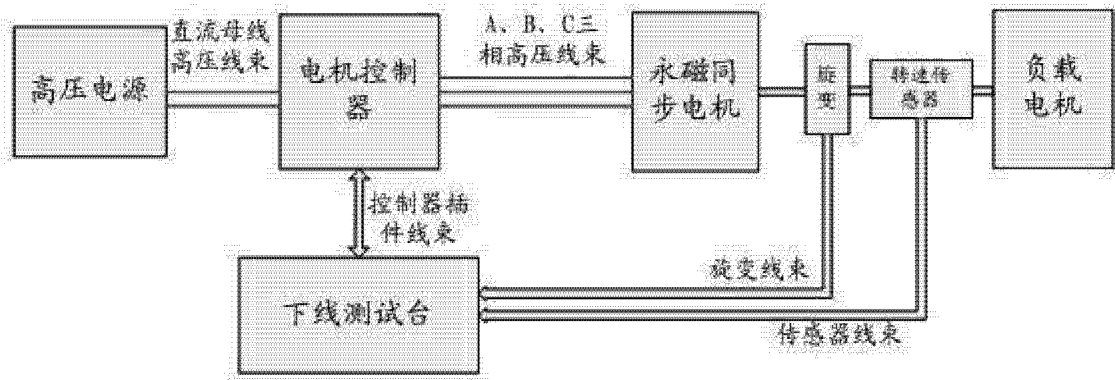 直流母线
高压线束
A、B、C三
相高压线束
高压电源
电机控制
器
永磁同
步电机
旋
变
转速传
感器
负载
电机
控制器插
件线束
旋变线束
下线测试台
传感器线束